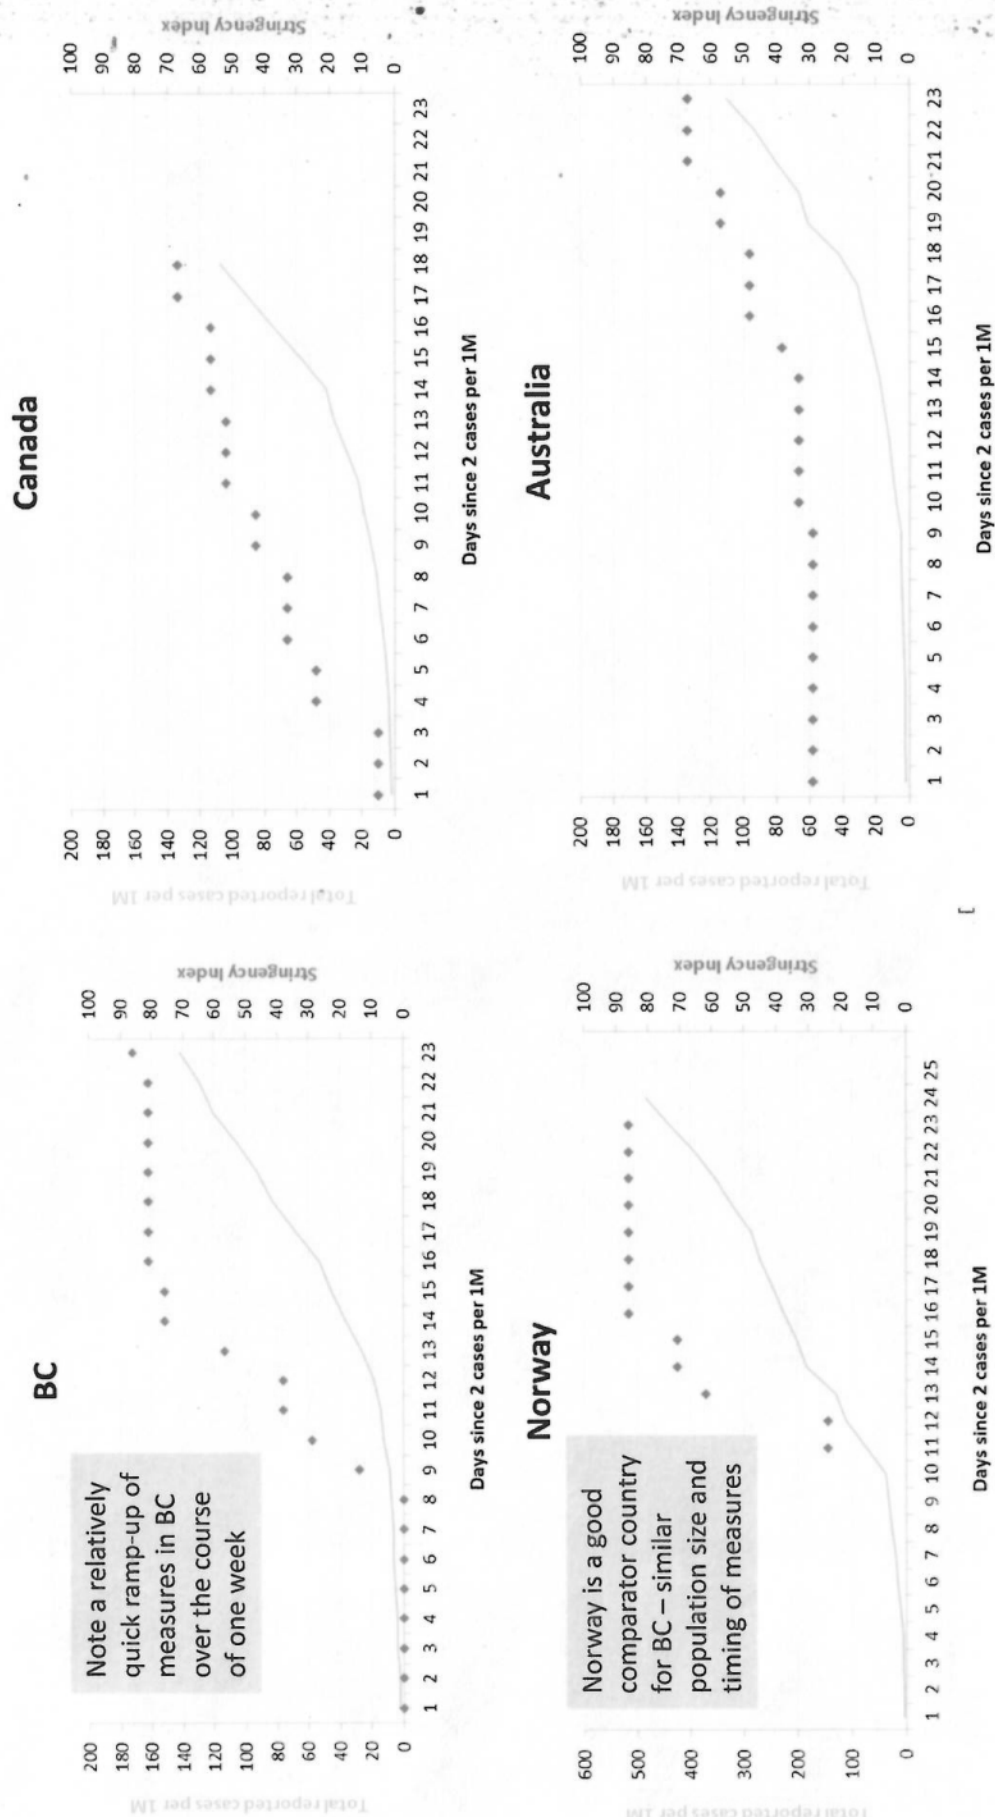 BC
Note a relatively
quick ramp-up of
measures in BC
over the course
of one week
Total reported cases per 1M
200
180
160
140
120
100
80
60
40
20
0
1 2 3 4 5 6 7 8 9 10 11 12 13 14 15 16 17 18 19 20 21 22 23
Days since 2 cases per 1M
100
90
80
70
60
50
40
30
20
10
0
Stringency Index
Canada
Total reported cases per 1M
200
180
160
140
120
100
80
60
40
20
0
1 2 3 4 5 6 7 8 9 10 11 12 13 14 15 16 17 18 19 20 21 22 23
Days since 2 cases per 1M
100
90
80
70
60
50
40
30
20
10
0
Stringency Index
Norway
Norway is a good
comparator country
for BC – similar
population size and
timing of measures
Total reported cases per 1M
600
500
400
300
200
100
0
1 2 3 4 5 6 7 8 9 10 11 12 13 14 15 16 17 18 19 20 21 22 23 24 25
Days since 2 cases per 1M
100
90
80
70
60
50
40
30
20
10
0
Stringency Index
Australia
Total reported cases per 1M
200
180
160
140
120
100
80
60
40
20
0
1 2 3 4 5 6 7 8 9 10 11 12 13 14 15 16 17 18 19 20 21 22 23
Days since 2 cases per 1M
100
90
80
70
60
50
40
30
20
10
0
Stringency Index